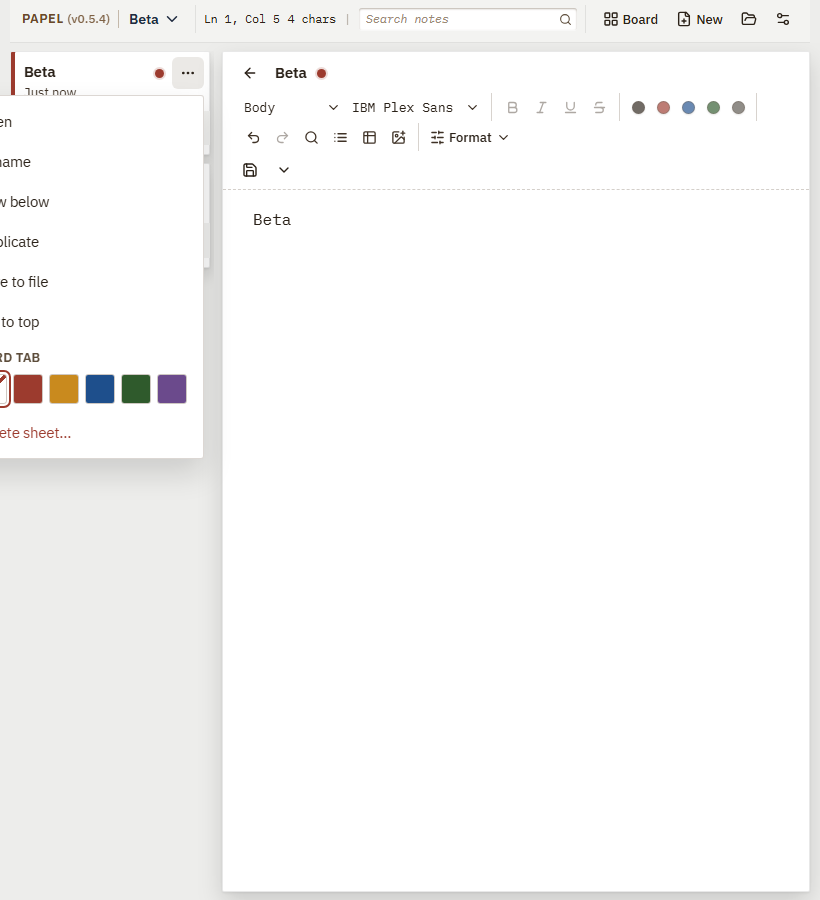 PAPEL (v0.5.4) Beta Ln 1, Col 5 4 chars | Search notes Board New
Beta
Just now
en
name
w below
plicate
e to file
to top
RD TAB
ete sheet...
Beta
Body IBM Plex Sans B I U S
Format
Beta